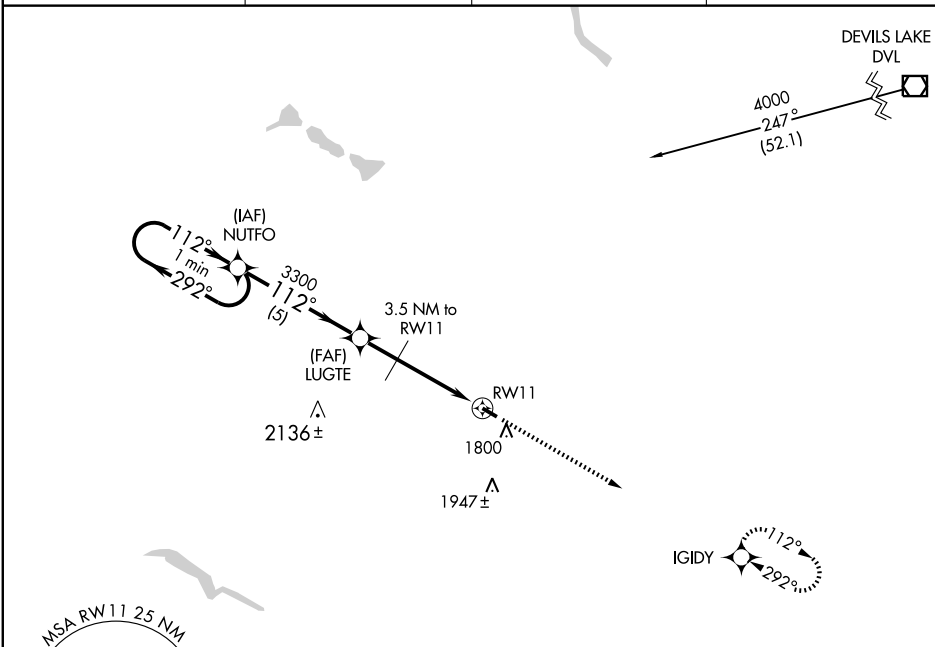 DEVILS LAKE
DVL
4000
247°
(52.1)
(IAF)
NUTFO
112°
1 min
292°
3300
112°
(5)
3.5 NM to
RW11
(FAF)
LUGTE
RW11
2136±
1800
1947±
IGIDY
112°
292°
MSA RW11 25 NM